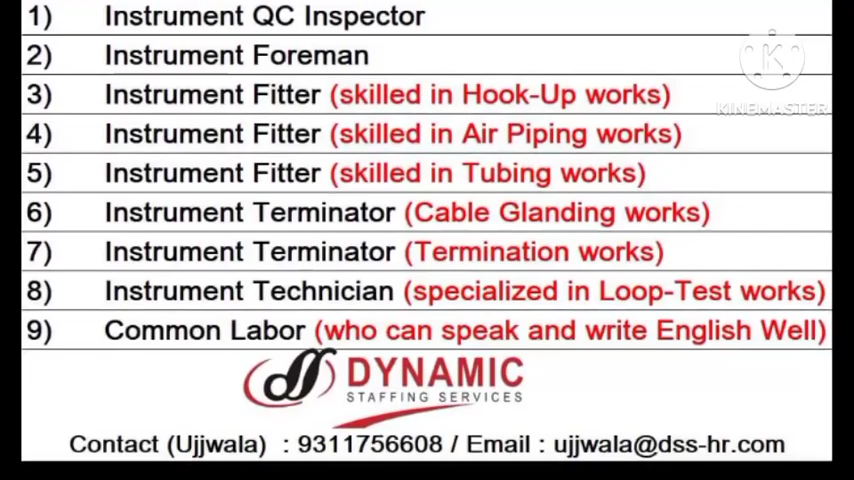 1) Instrument QC Inspector
2) Instrument Foreman
3) Instrument Fitter (skilled in Hook-Up works)
4) Instrument Fitter (skilled in Air Piping works)
5) Instrument Fitter (skilled in Tubing works)
6) Instrument Terminator (Cable Glanding works)
7) Instrument Terminator (Termination works)
8) Instrument Technician (specialized in Loop-Test works)
9) Common Labor (who can speak and write English Well)
K
KINEMASTER
dss DYNAMIC
STAFFING SERVICES
Contact (Ujjwala) : 9311756608 / Email : ujjwala@dss-hr.com